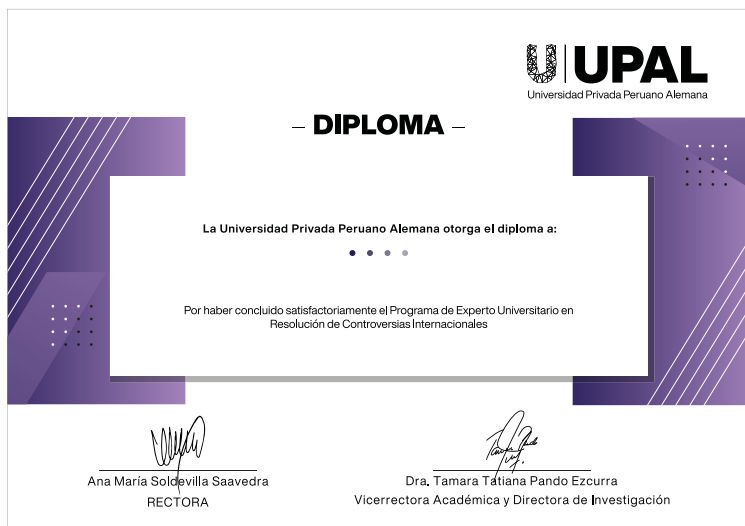 UPAL
Universidad Privada Peruano Alemana
– DIPLOMA –
La Universidad Privada Peruano Alemana otorga el diploma a:
Por haber concluido satisfactoriamente el Programa de Experto Universitario en
Resolución de Controversias Internacionales
Ana María Soldevilla Saavedra
RECTORA
Dra. Tamara Tatiana Pando Ezcurra
Vicerrectora Académica y Directora de Investigación